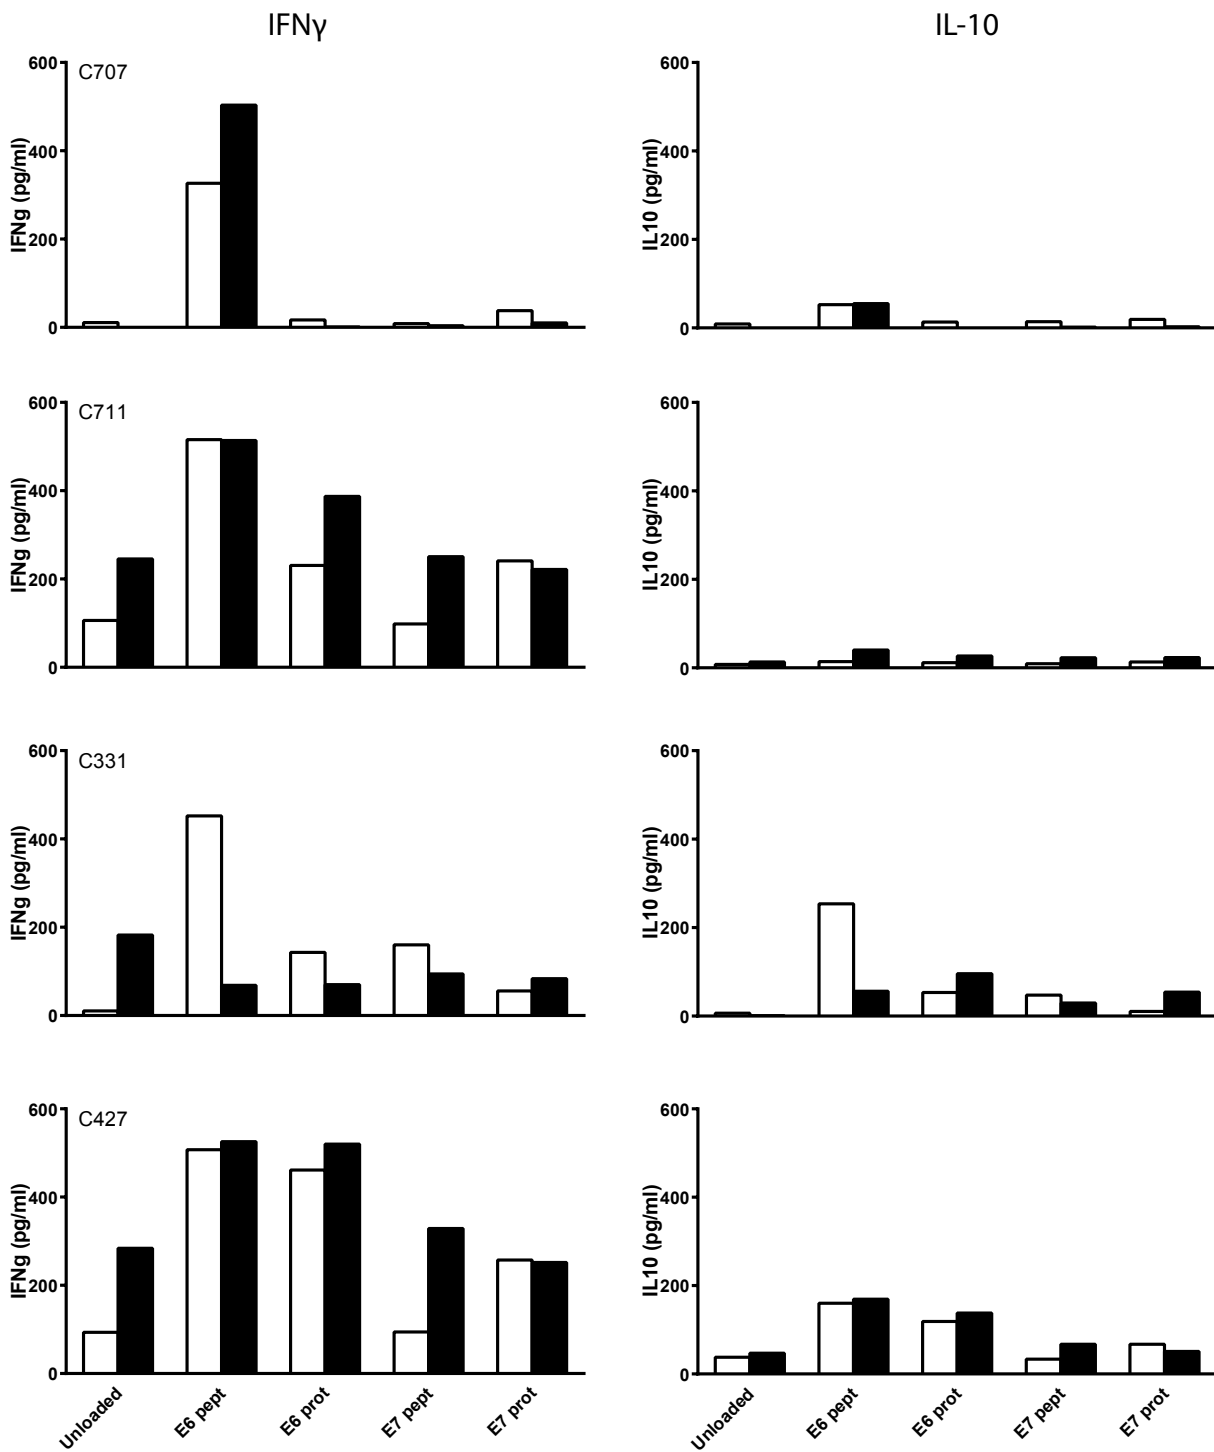 IFNγ
IL-10
C707
IFNg (pg/ml)
600
400
200
0
IL10 (pg/ml)
600
400
200
0
C711
IFNg (pg/ml)
600
400
200
0
IL10 (pg/ml)
600
400
200
0
C331
IFNg (pg/ml)
600
400
200
0
IL10 (pg/ml)
600
400
200
0
C427
IFNg (pg/ml)
600
400
200
0
IL10 (pg/ml)
600
400
200
0
Unloaded
E6 pept
E6 prot
E7 pept
E7 prot
Unloaded
E6 pept
E6 prot
E7 pept
E7 prot